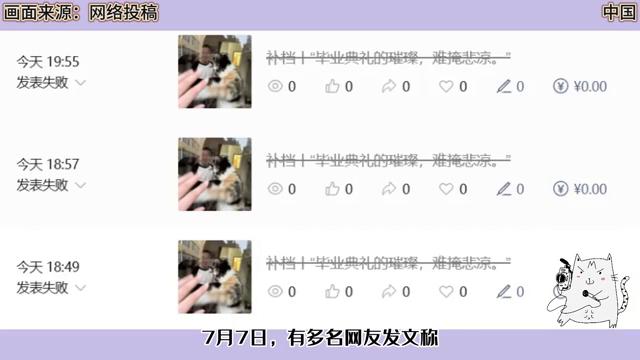 画面来源：网络投稿
中国
今天 19:55
发表失败
补档丨“毕业典礼的璀璨，难掩悲凉。”
0 0 0 0 0 ¥0.00
今天 18:57
发表失败
补档丨“毕业典礼的璀璨，难掩悲凉。”
0 0 0 0 0 ¥0.00
今天 18:49
发表失败
补档丨“毕业典礼的璀璨，难掩悲凉。”
0 0 0 0 0
7月7日，有多名网友发文称